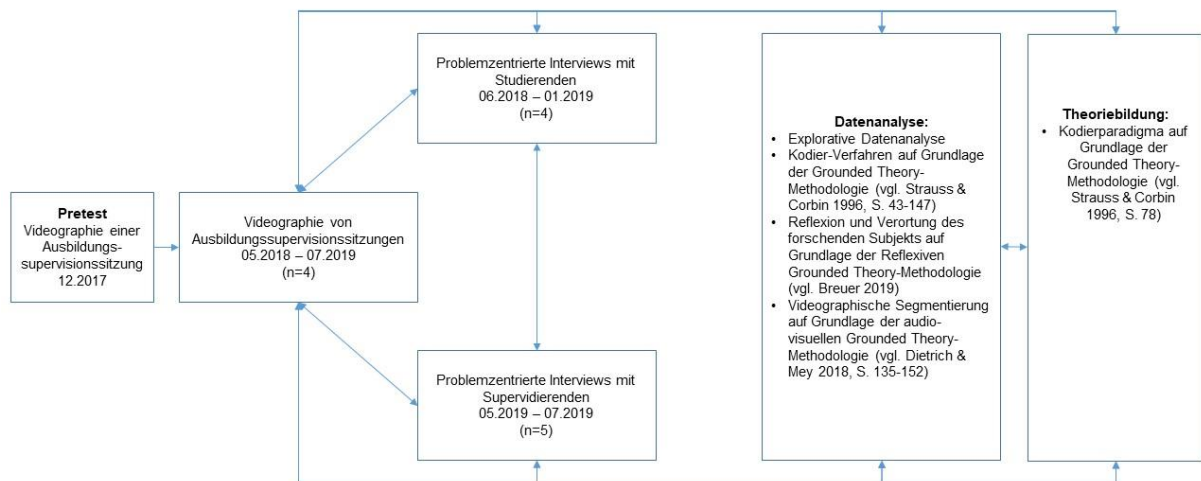 Pretest
Videographie einer
Ausbildungs-
supervisionssitzung
12.2017
Videographie von
Ausbildungssupervisionssitzungen
05.2018 – 07.2019
(n=4)
Problemzentrierte Interviews mit
Studierenden
06.2018 – 01.2019
(n=4)
Problemzentrierte Interviews mit
Supervidierenden
05.2019 – 07.2019
(n=5)
Datenanalyse:
• Explorative Datenanalyse
• Kodier-Verfahren auf Grundlage
der Grounded Theory-
Methodologie (vgl. Strauss &
Corbin 1996, S. 43-147)
• Reflexion und Verortung des
forschenden Subjekts auf
Grundlage der Reflexiven
Grounded Theory-Methodologie
(vgl. Breuer 2019)
• Videographische Segmentierung
auf Grundlage der audio-
visuellen Grounded Theory-
Methodologie (vgl. Dietrich &
Mey 2018, S. 135-152)
Theoriebildung:
• Kodierparadigma auf
Grundlage der
Grounded Theory-
Methodologie (vgl.
Strauss & Corbin
1996, S. 78)